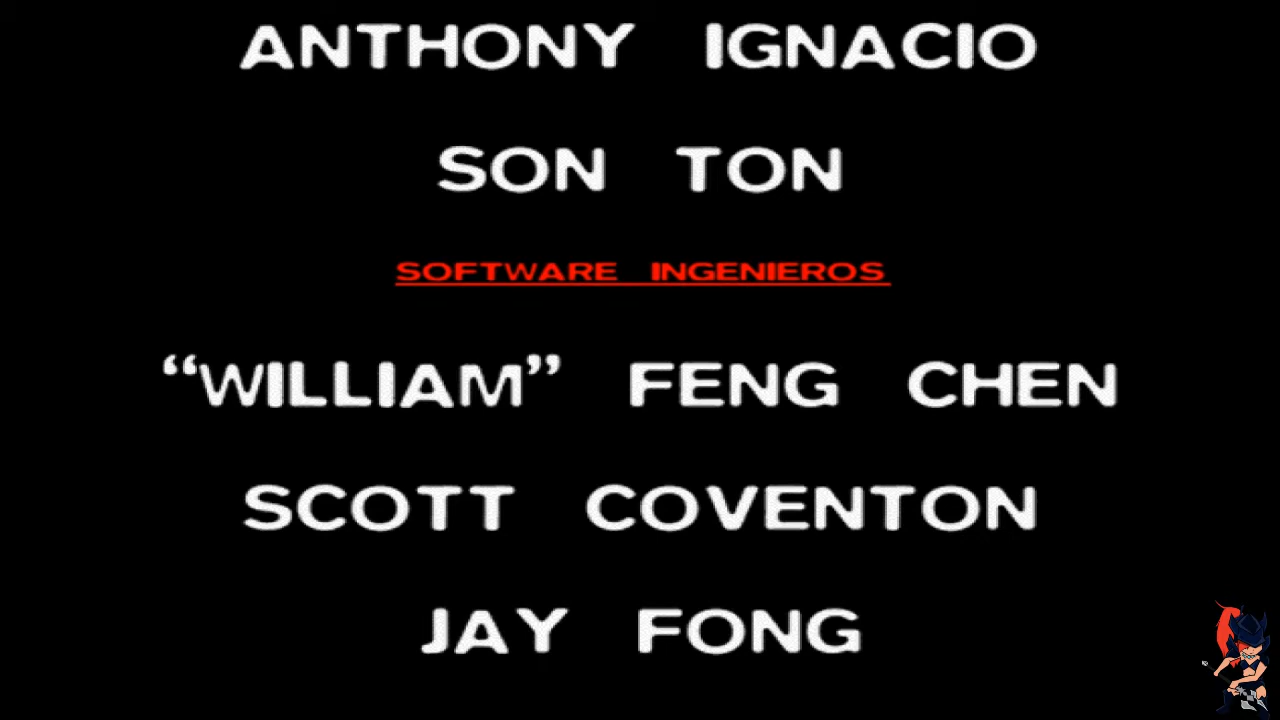 ANTHONY IGNACIO
SON TON
SOFTWARE INGENIEROS
“WILLIAM” FENG CHEN
SCOTT COVENTON
JAY FONG